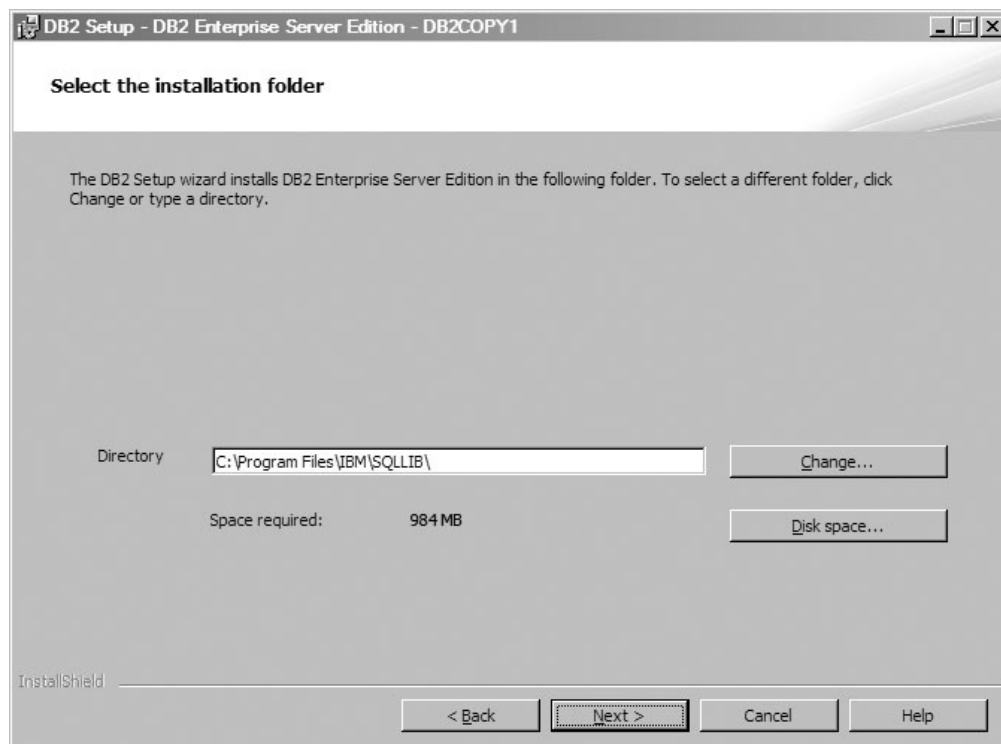 DB2 Setup - DB2 Enterprise Server Edition - DB2COPY1
Select the installation folder
The DB2 Setup wizard installs DB2 Enterprise Server Edition in the following folder. To select a different folder, click
Change or type a directory.
Directory
C:\Program Files\IBM\SQLLIB\
Change...
Space required:
984 MB
Disk space...
InstallShield
< Back
Next >
Cancel
Help